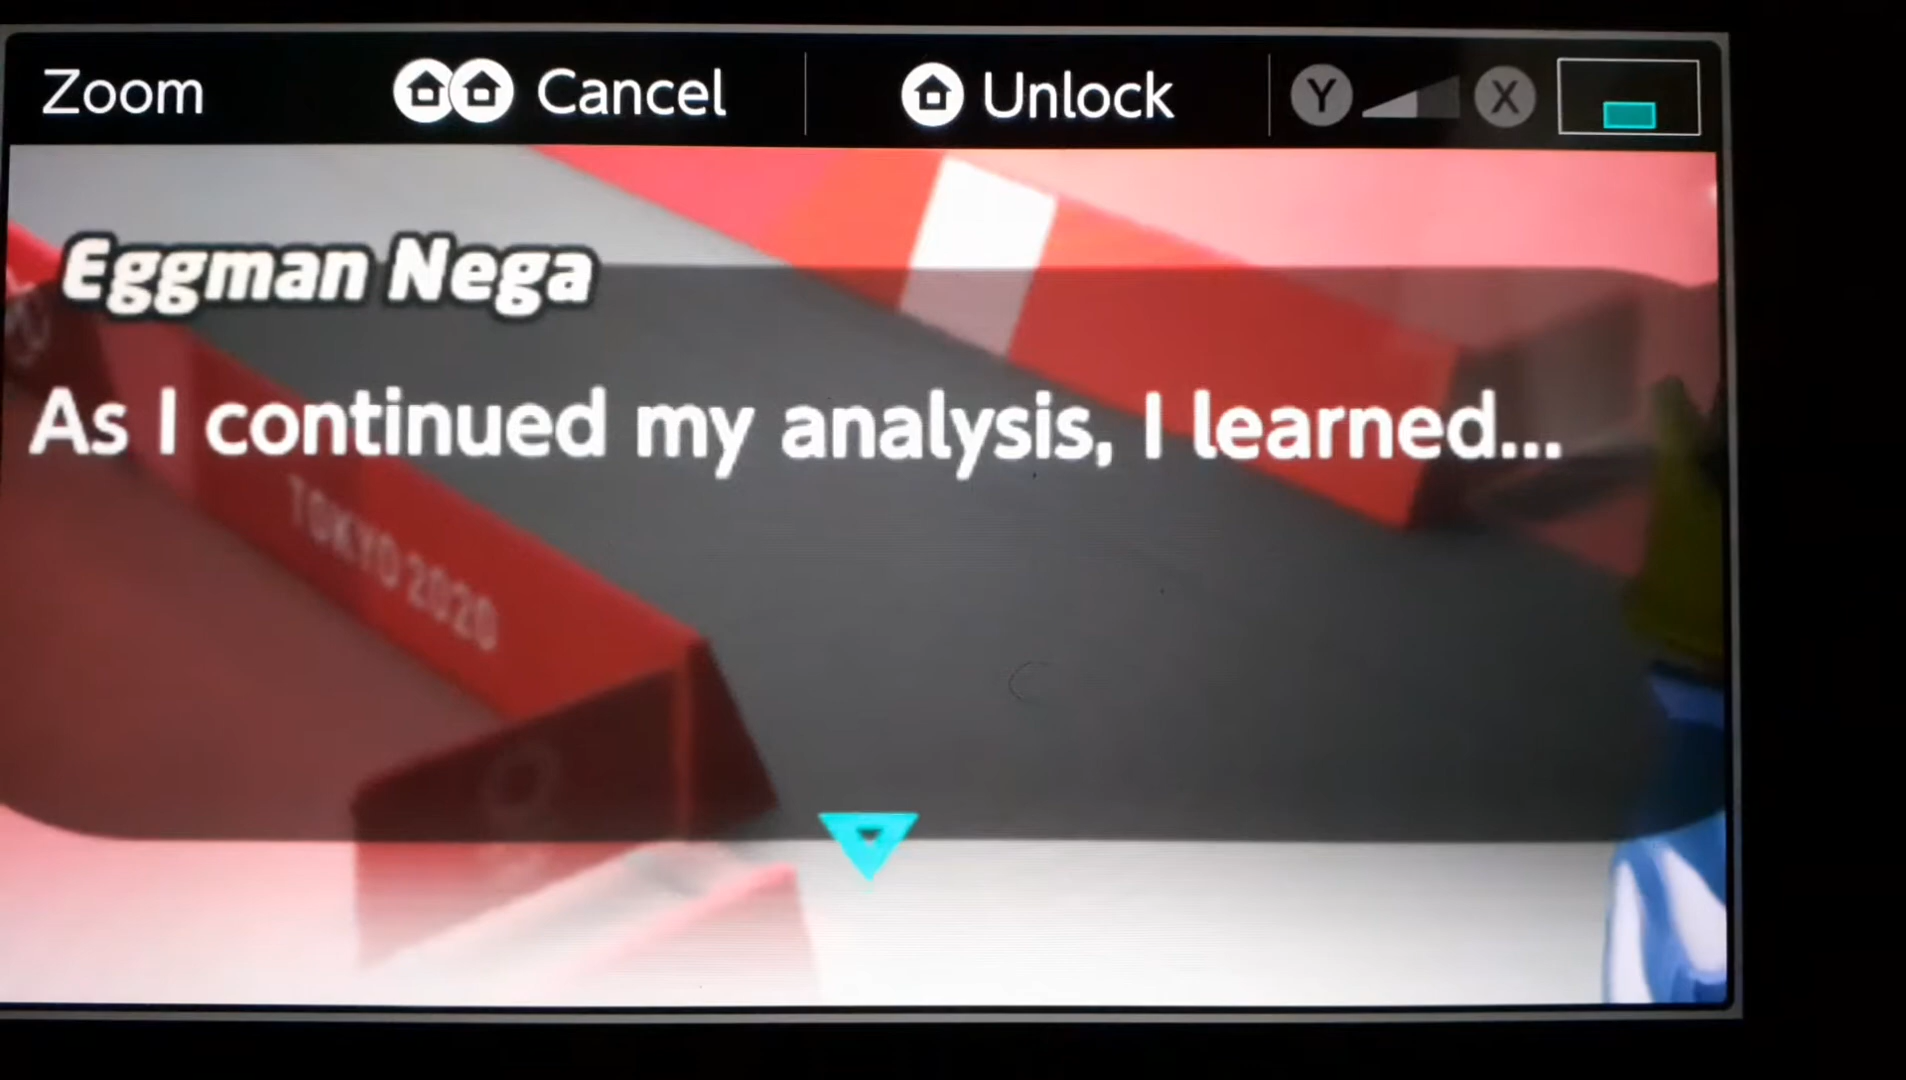 Zoom Cancel Unlock Y X
Eggman Nega
As I continued my analysis, I learned...
TOKYO 2020